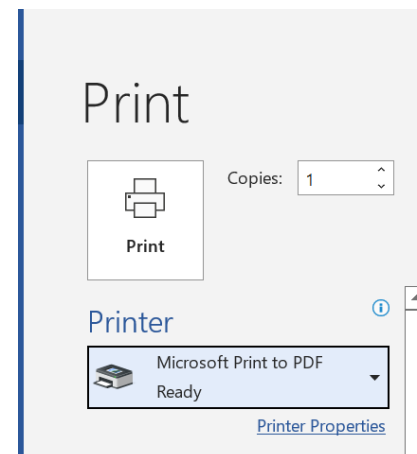 Print
Copies: 1
Print
Printer
Microsoft Print to PDF
Ready
Printer Properties